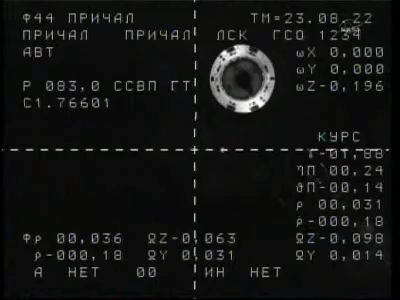 Ф44 ПРИЧАЛ ТМ=23.08.22
ПРИЧАЛ ПРИЧАЛ ЛСК ГСО
АВТ ωX 0,000
ωY 0,000
Р 083,0 ССВП ГТ ωZ-0,196
С1.76601
КУРС
-01,88
ηП 00,24
ϑП-00,14
ρ 00,031
ρ̇-000,18
Фρ 00,036 ΩZ-0,063 ΩZ-0,098
ρ̇-000,18 ΩY 0,031 ΩY 0,014
А НЕТ 00 ИН НЕТ